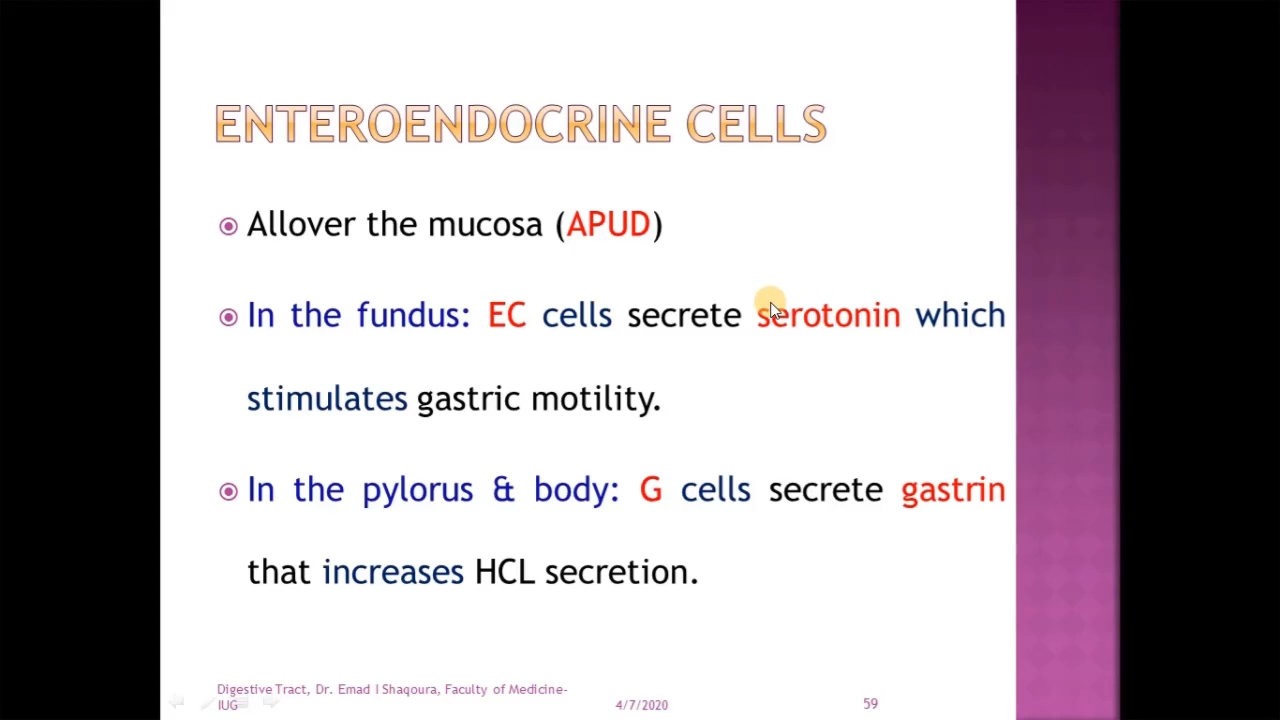 ENTEROENDOCRINE CELLS
Allover the mucosa (APUD)
In the fundus: EC cells secrete serotonin which
stimulates gastric motility.
In the pylorus & body: G cells secrete gastrin
that increases HCL secretion.
Digestive Tract, Dr. Emad I Shaqoura, Faculty of Medicine-
IUG
4/7/2020
59